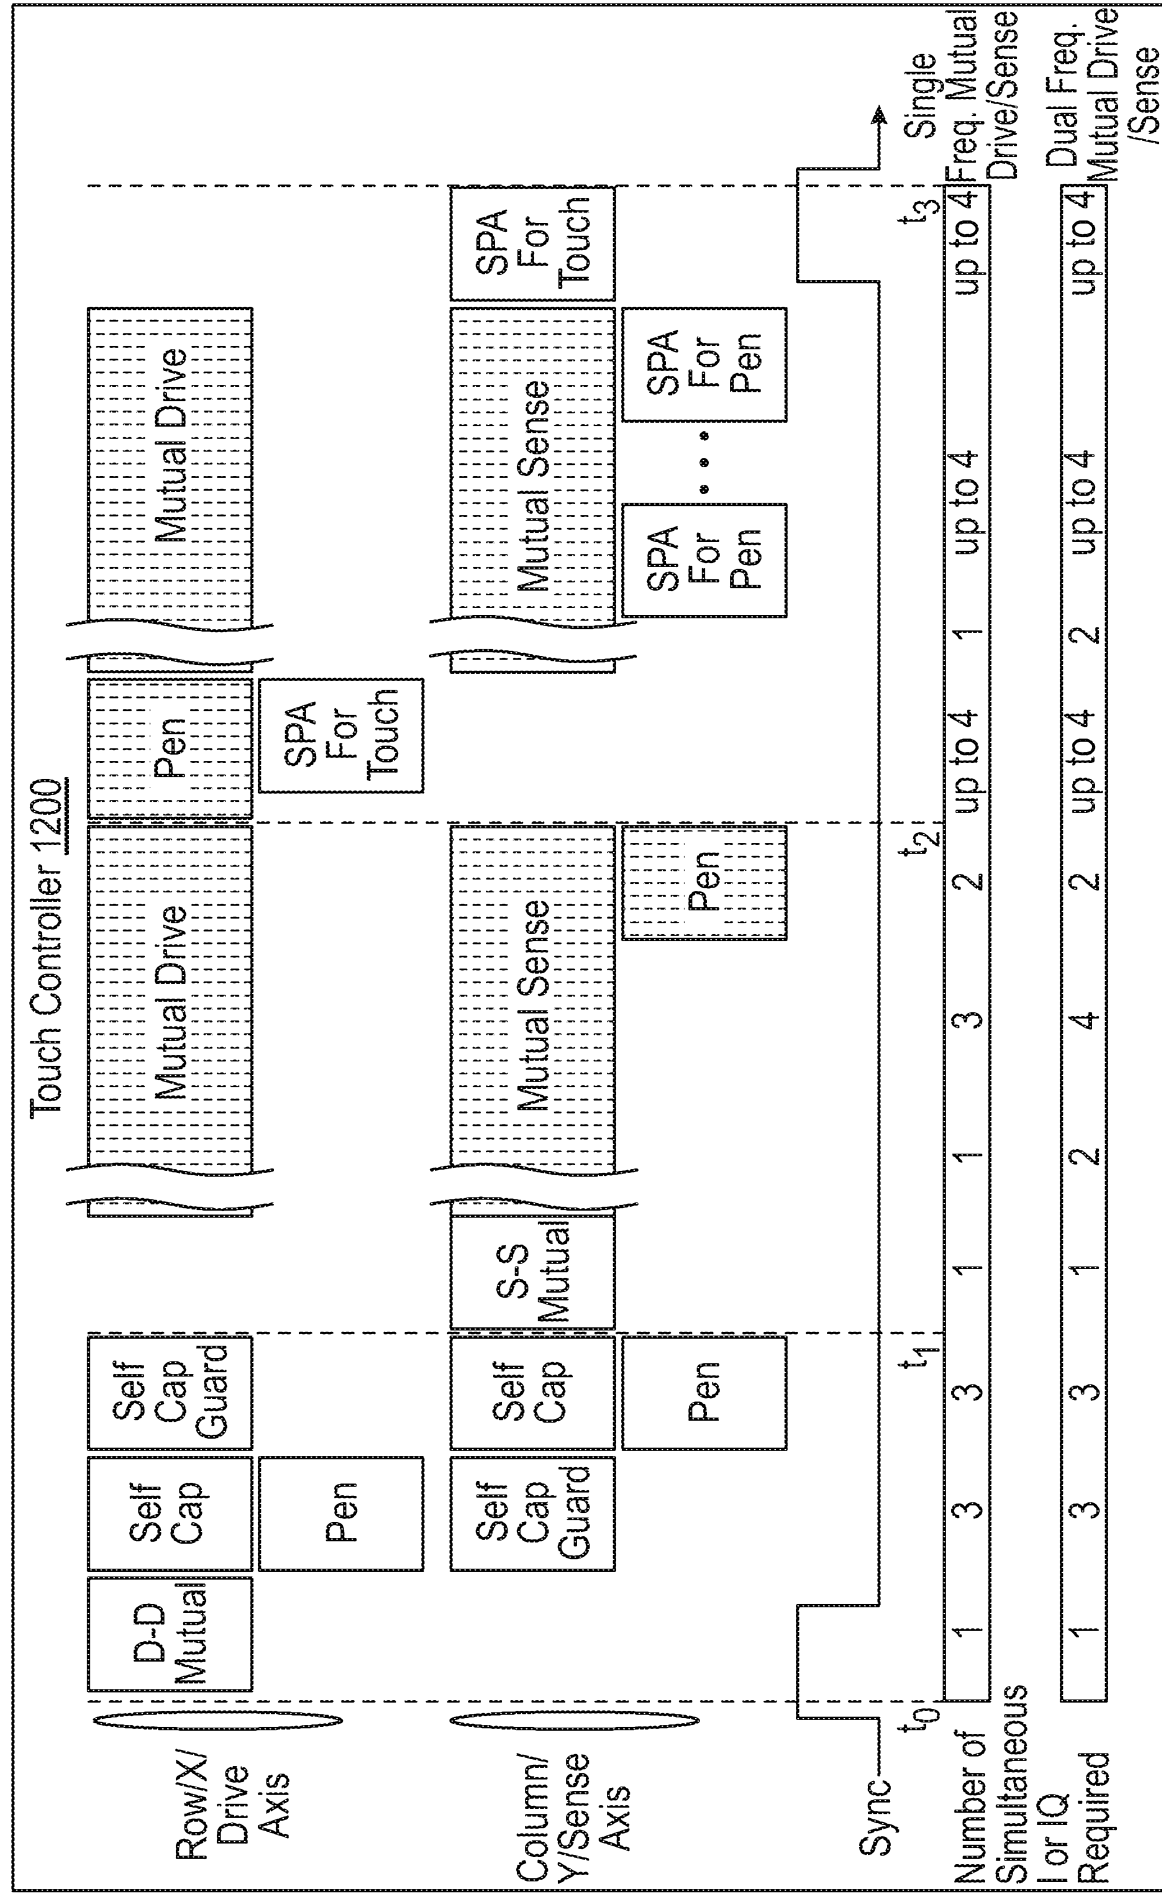 Touch Controller 1200
Row/X/
Drive
Axis
D-D
Mutual
Self
Cap
Self
Cap
Guard
Mutual Drive
Pen
Mutual Drive
Pen
SPA
For
Touch
Column/
Y/Sense
Axis
Self
Cap
Guard
Self
Cap
S-S
Mutual
Mutual Sense
Mutual Sense
SPA
For
Touch
Pen
Pen
SPA
For
Pen
SPA
For
Pen
Sync
t0
t1
t2
t3
Number of
Simultaneous
I or IQ
Required
1 3 3 1 1 3 2 up to 4 1 up to 4 up to 4
Single
Freq. Mutual
Drive/Sense
1 3 3 1 2 4 2 up to 4 2 up to 4 up to 4
Dual Freq.
Mutual Drive
/Sense